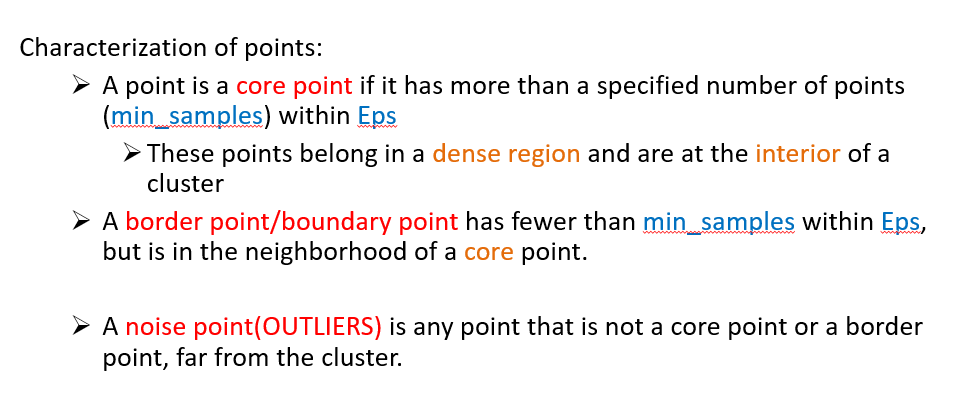 Characterization of points:
➢ A point is a core point if it has more than a specified number of points
(min_samples) within Eps
➢ These points belong in a dense region and are at the interior of a
cluster
➢ A border point/boundary point has fewer than min_samples within Eps,
but is in the neighborhood of a core point.
➢ A noise point(OUTLIERS) is any point that is not a core point or a border
point, far from the cluster.